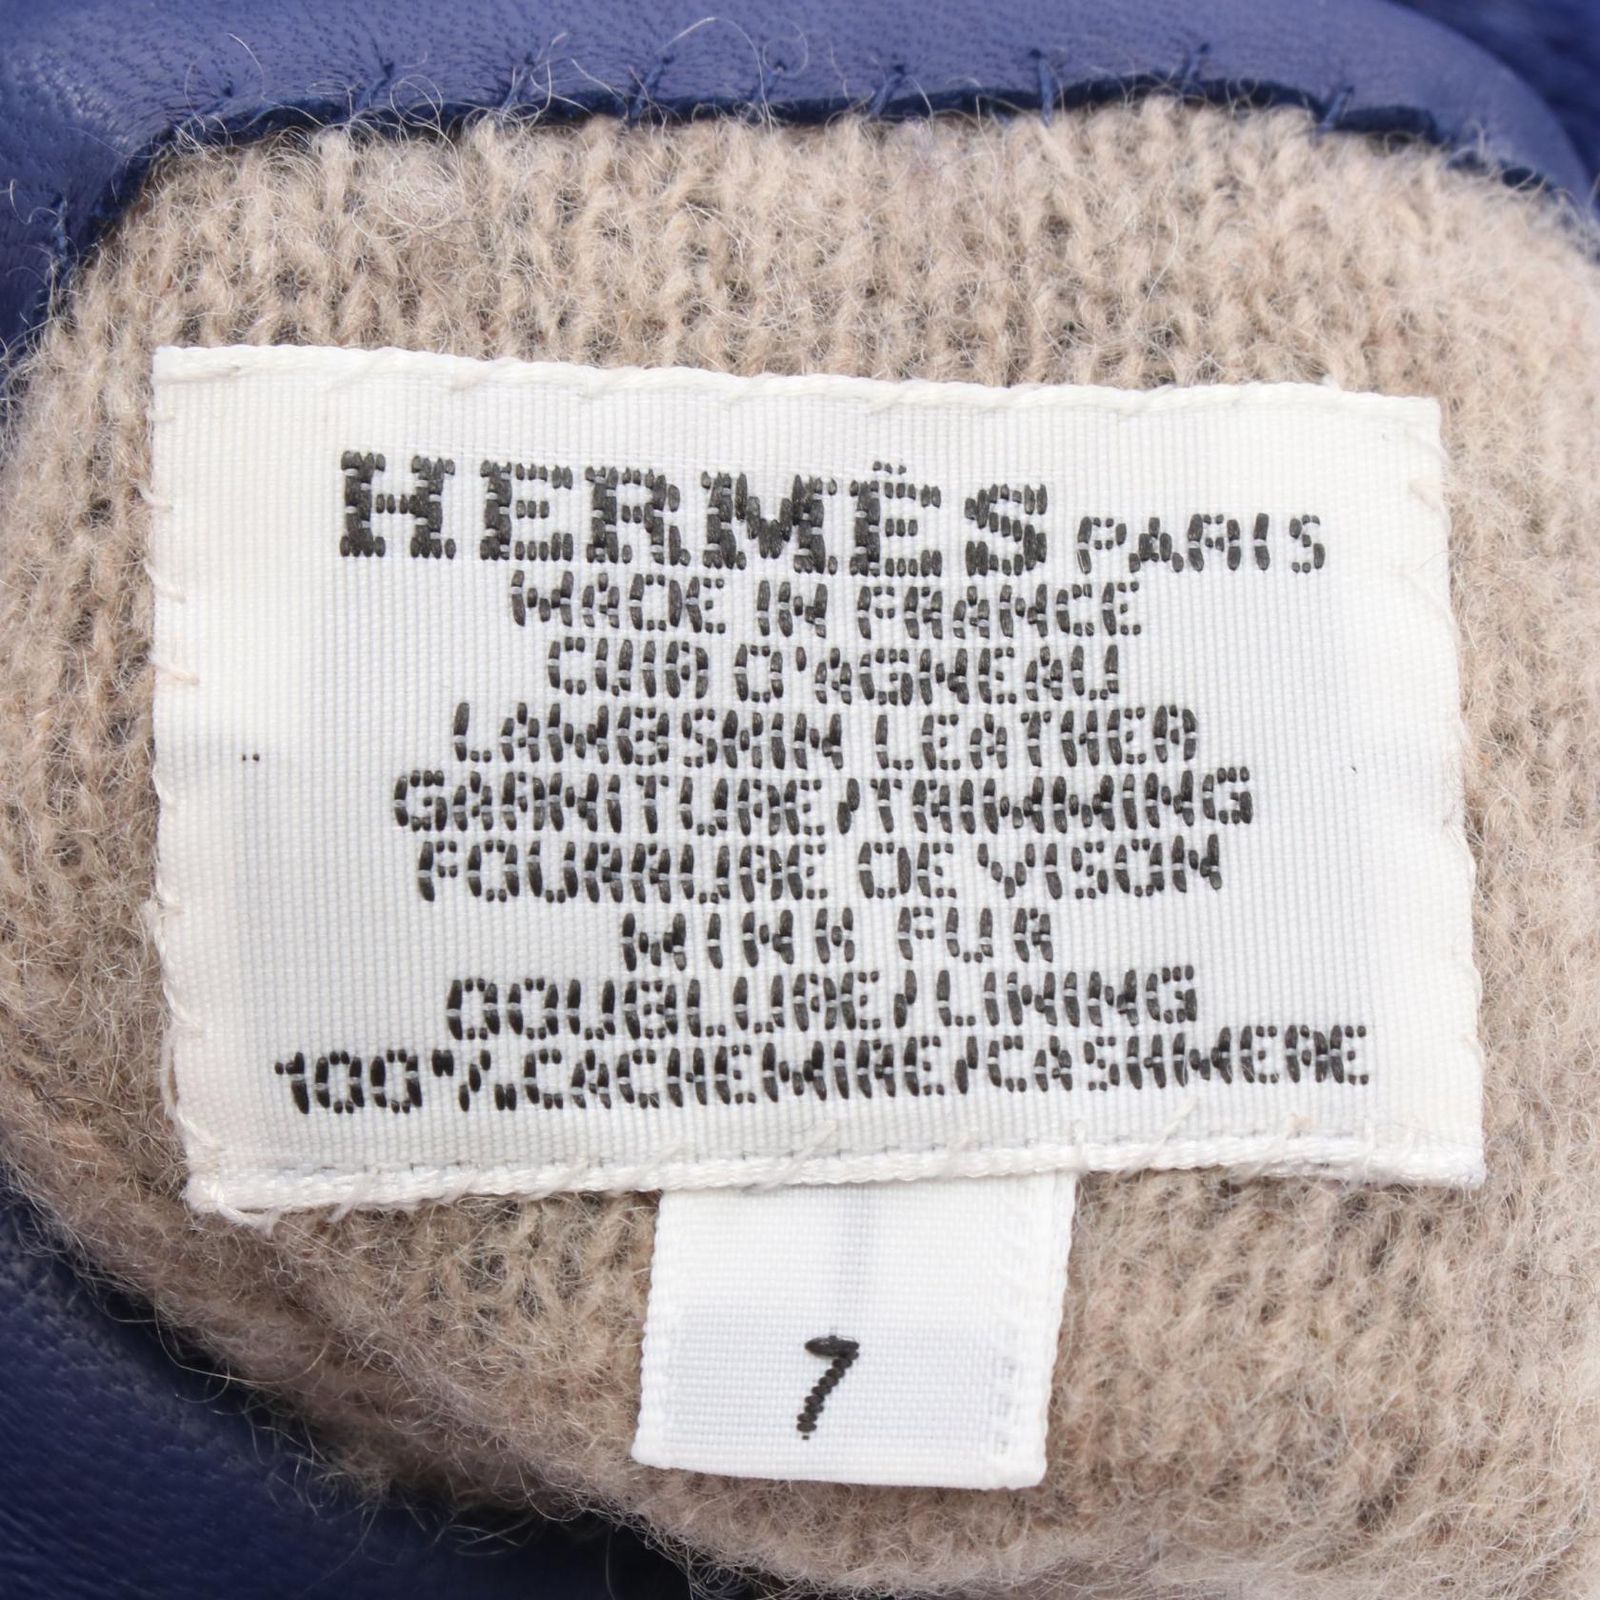 HERMÈS PARIS
MADE IN FRANCE
CUIR D'AGNEAU
LAMBSKIN LEATHER
GARNITURE/TRIMMING
FOURRURE DE VISON
MINK FUR
DOUBLURE/LINING
100%CACHEMIRE/CASHMERE
7